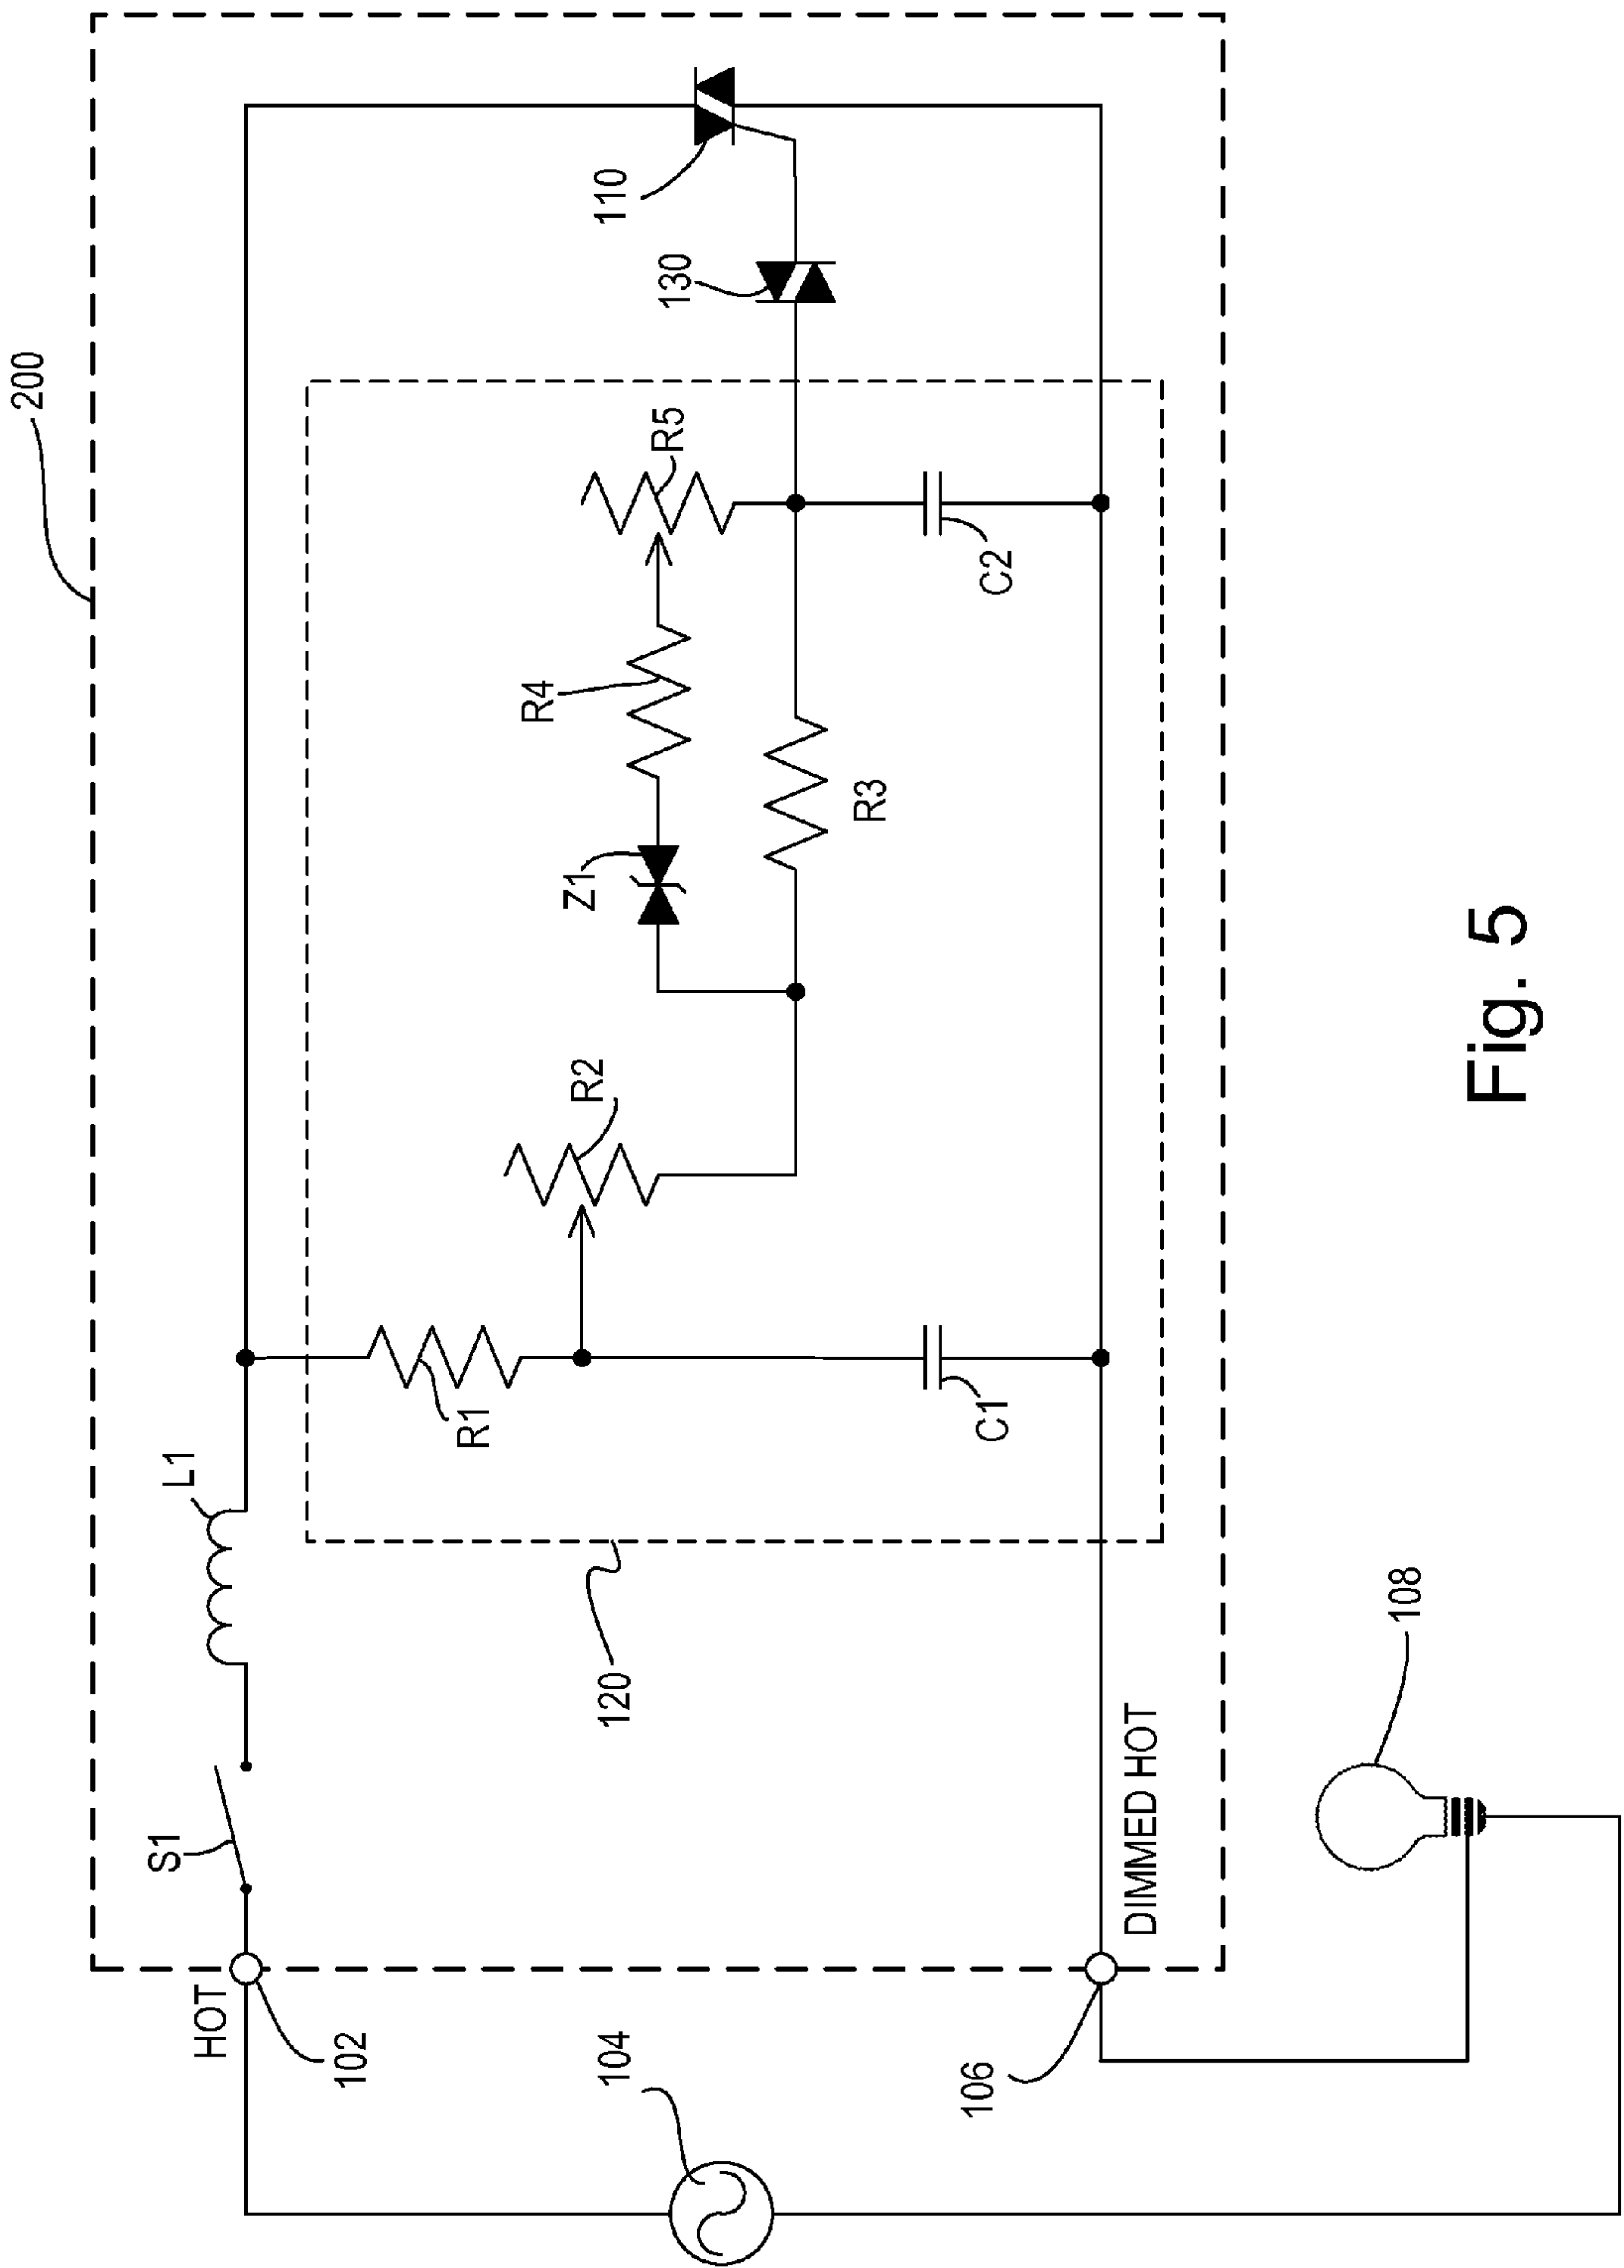 200
HOT
102
S1
L1
104
120
R1
R2
Z1
R4
R5
R3
130
110
C1
C2
106
DIMMED HOT
108
Fig. 5